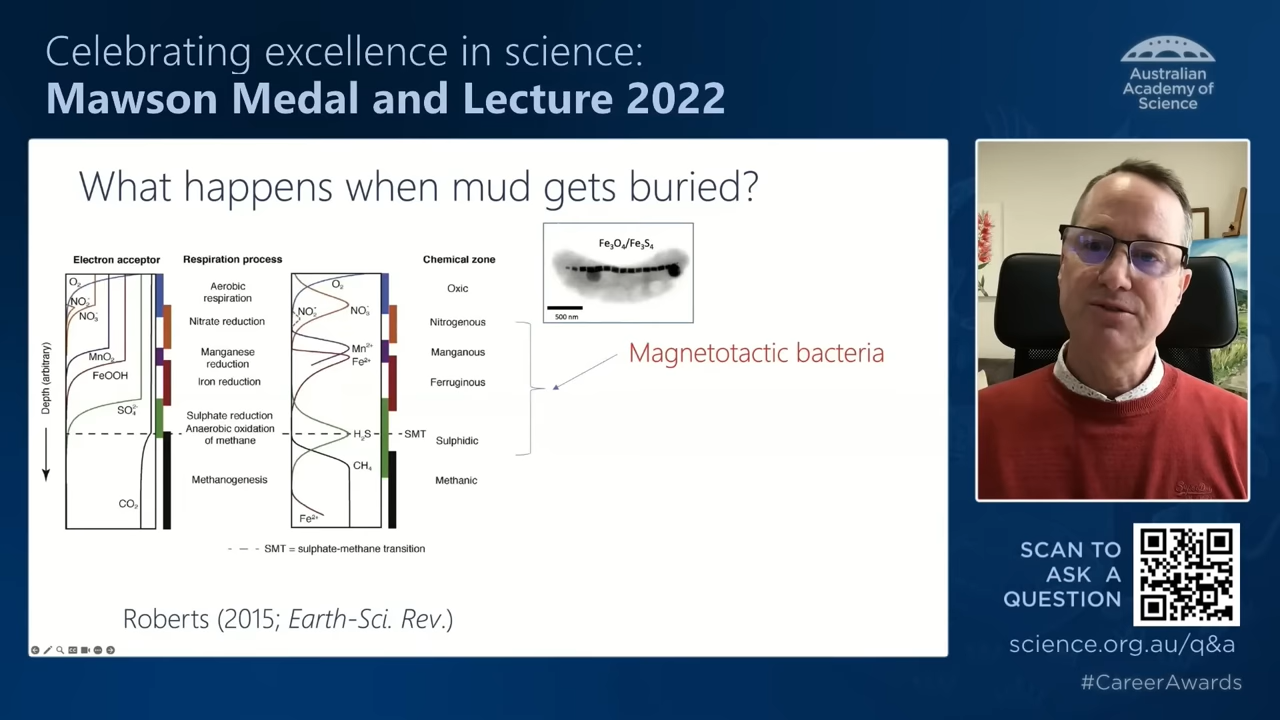 Celebrating excellence in science:
Mawson Medal and Lecture 2022
Australian
Academy of
Science
What happens when mud gets buried?
Fe₃O₄/Fe₃S₄
500 nm
Electron acceptor
Respiration process
Chemical zone
Depth (arbitrary)
O₂
NO₂⁻
NO₃⁻
MnO₂
FeOOH
SO₄²⁻
CO₂
Aerobic
respiration
Nitrate reduction
Manganese
reduction
Iron reduction
Sulphate reduction
Anaerobic oxidation
of methane
Methanogenesis
O₂
NO₂⁻
NO₃⁻
Mn²⁺
Fe²⁺
H₂S
SMT
CH₄
Fe²⁺
Oxic
Nitrogenous
Manganous
Ferruginous
Sulphidic
Methanic
Magnetotactic bacteria
SMT = sulphate-methane transition
Roberts (2015; Earth-Sci. Rev.)
SCAN TO
ASK A
QUESTION
science.org.au/q&a
#CareerAwards